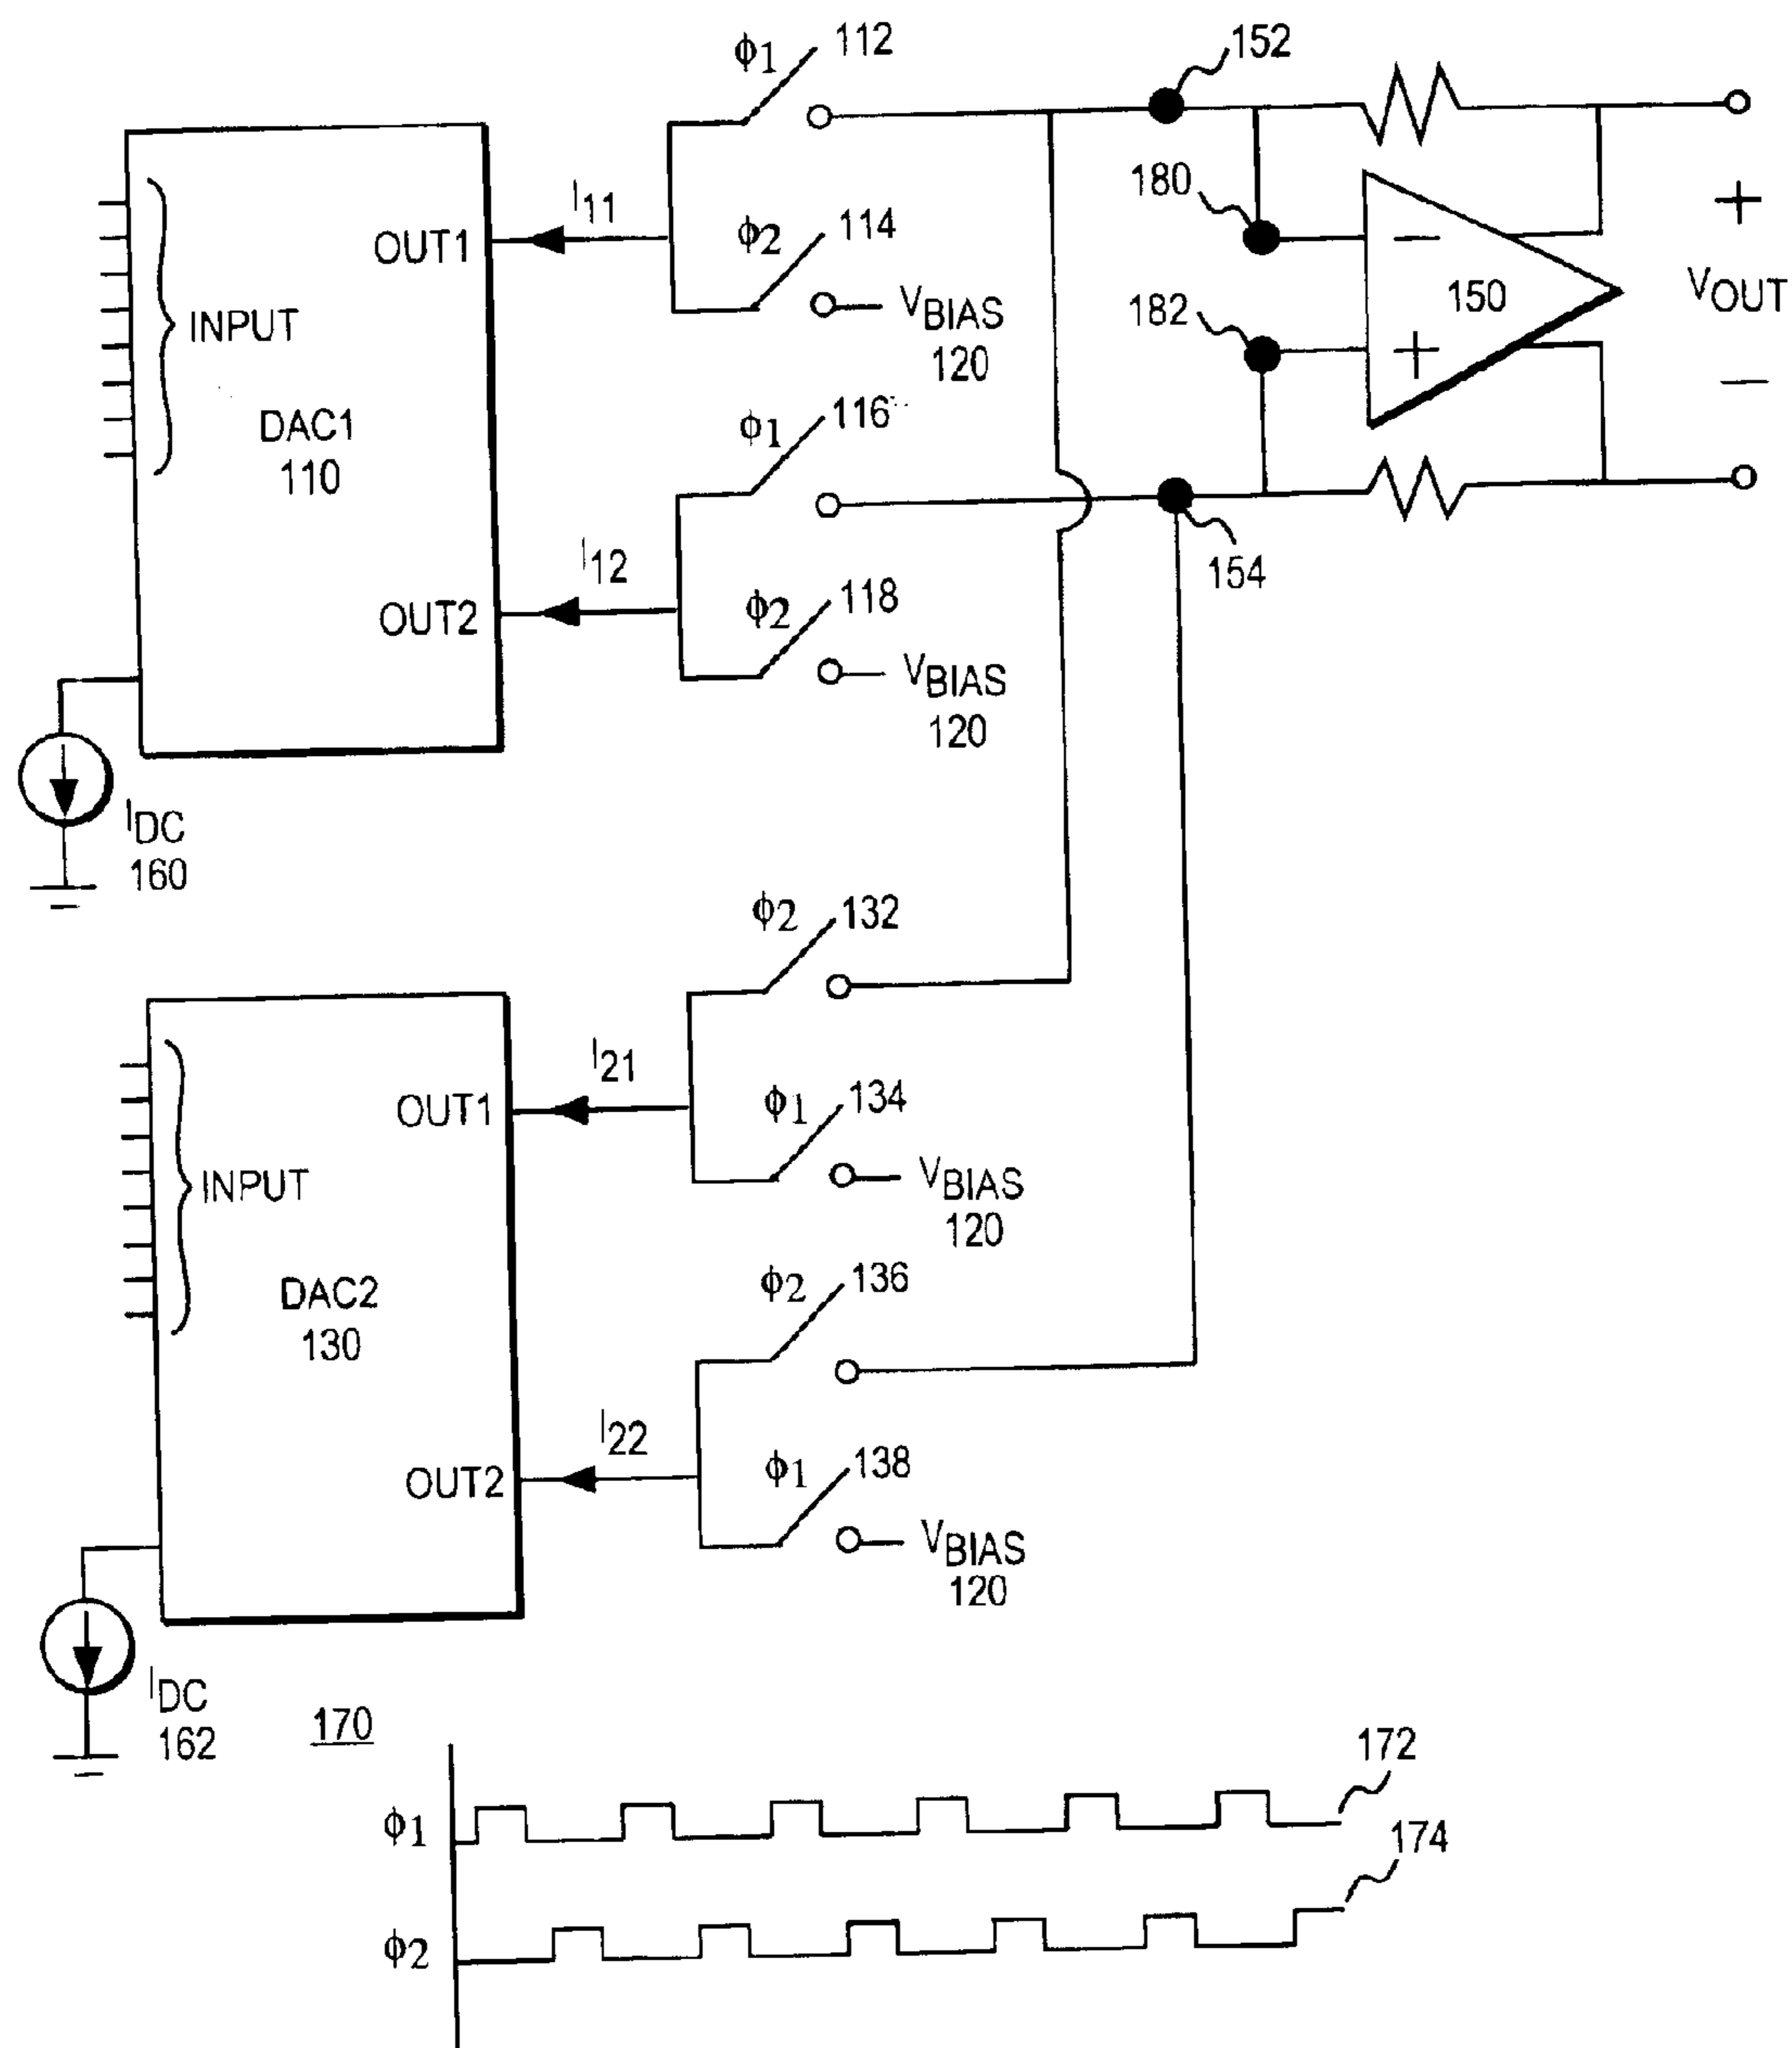 ϕ1 112
152
180
+
I11
OUT1
ϕ2 114
−
150
VOUT
INPUT
VBIAS
120
182
+
−
DAC1
110
ϕ1 116
154
I12
OUT2
ϕ2 118
VBIAS
120
IDC
160
ϕ2 132
I21
OUT1
ϕ1 134
INPUT
VBIAS
120
DAC2
130
ϕ2 136
I22
OUT2
ϕ1 138
VBIAS
120
IDC
162
170
172
ϕ1
174
ϕ2